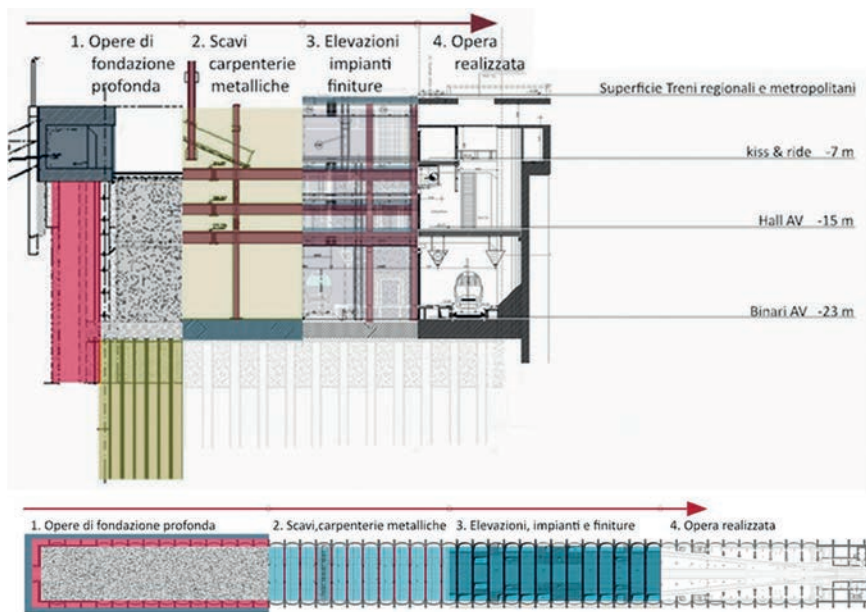 1. Opere di
fondazione
profonda
2. Scavi
carpenterie
metalliche
3. Elevazioni
impianti
finiture
4. Opera
realizzata
Superficie Treni regionali e metropolitani
kiss & ride -7 m
Hall AV -15 m
Binari AV -23 m
1. Opere di fondazione profonda
2. Scavi,carpenterie metalliche
3. Elevazioni, impianti e finiture
4. Opera realizzata